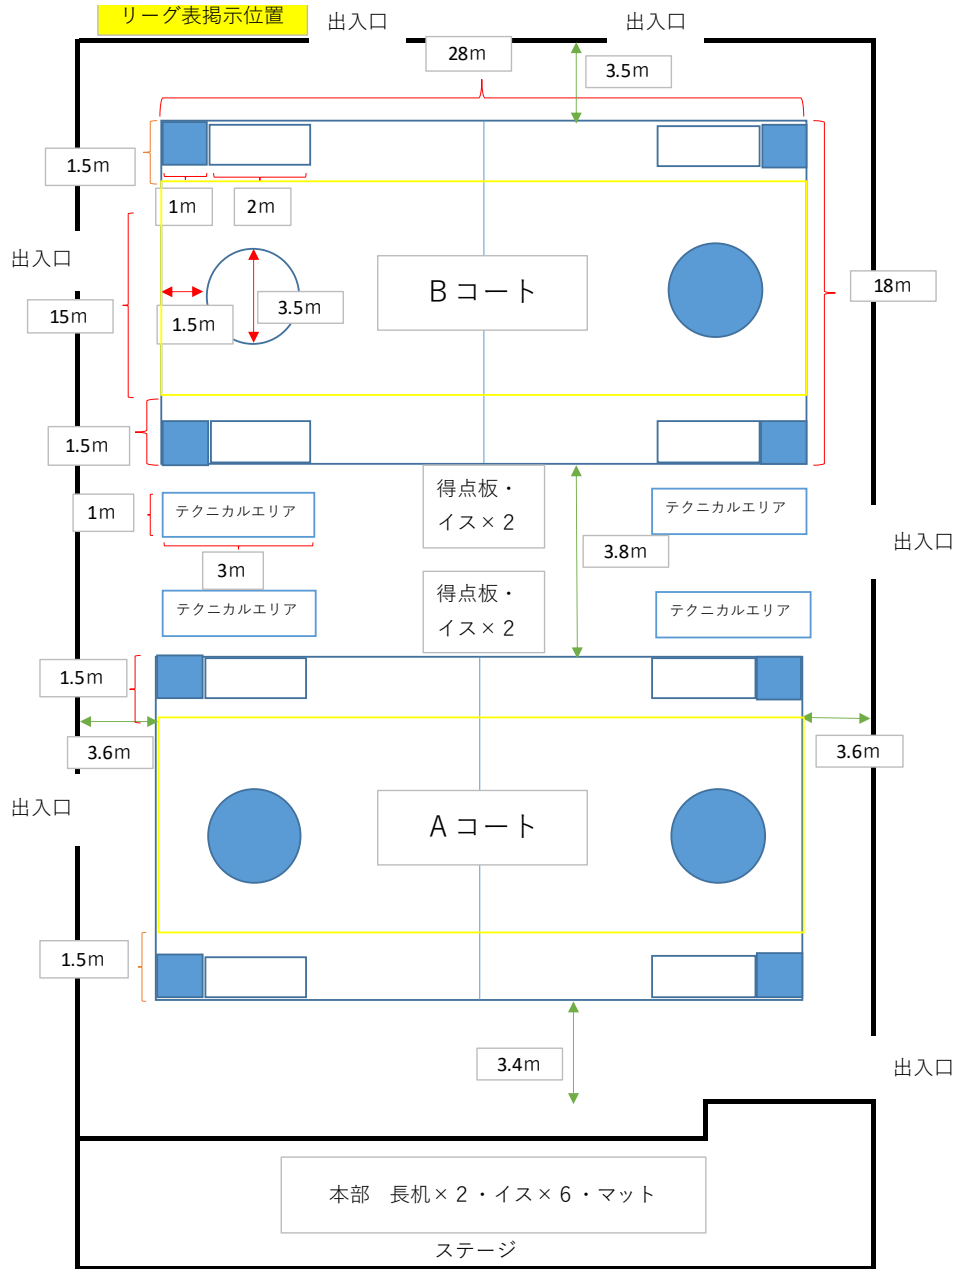 リーグ表掲示位置
出入口
出入口
28m
3.5m
1.5m
1m
2m
出入口
Bコート
18m
15m
3.5m
1.5m
1.5m
得点板・
イス×2
テクニカルエリア
テクニカルエリア
1m
出入口
3.8m
3m
得点板・
イス×2
テクニカルエリア
テクニカルエリア
1.5m
3.6m
3.6m
出入口
Aコート
1.5m
3.4m
出入口
本部　長机×2・イス×6・マット
ステージ